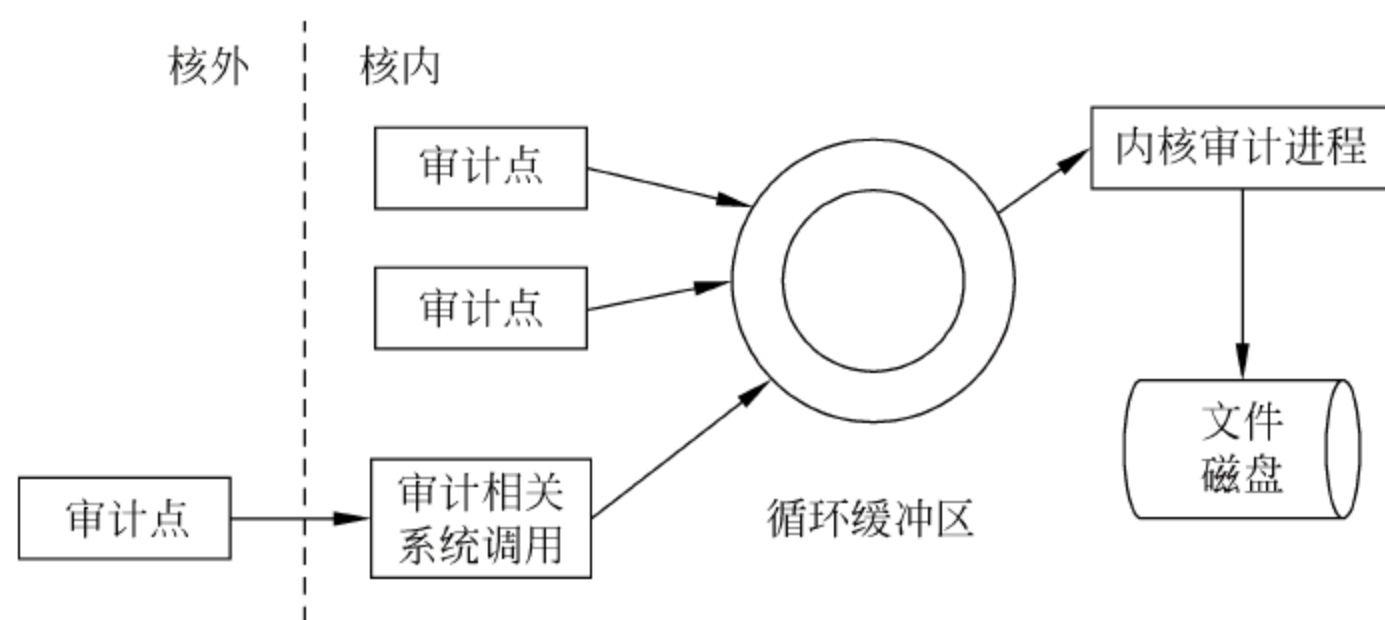 核外
核内
审计点
内核审计进程
审计点
审计点
审计相关
系统调用
循环缓冲区
文件
磁盘